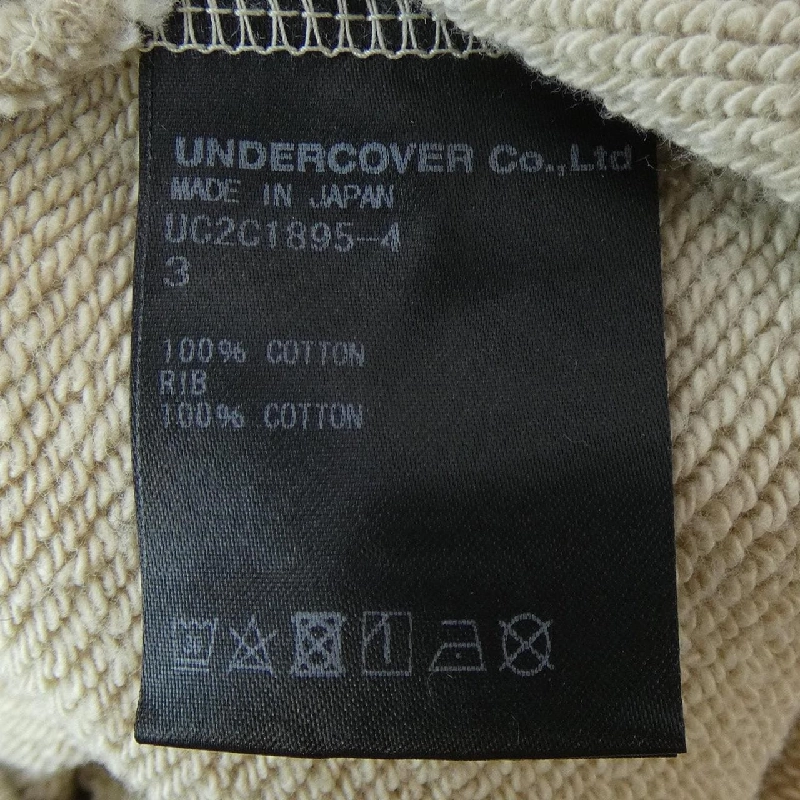 UNDERCOVER Co.,Ltd
MADE IN JAPAN
UC2C1895-4
3
100% COTTON
RIB
100% COTTON